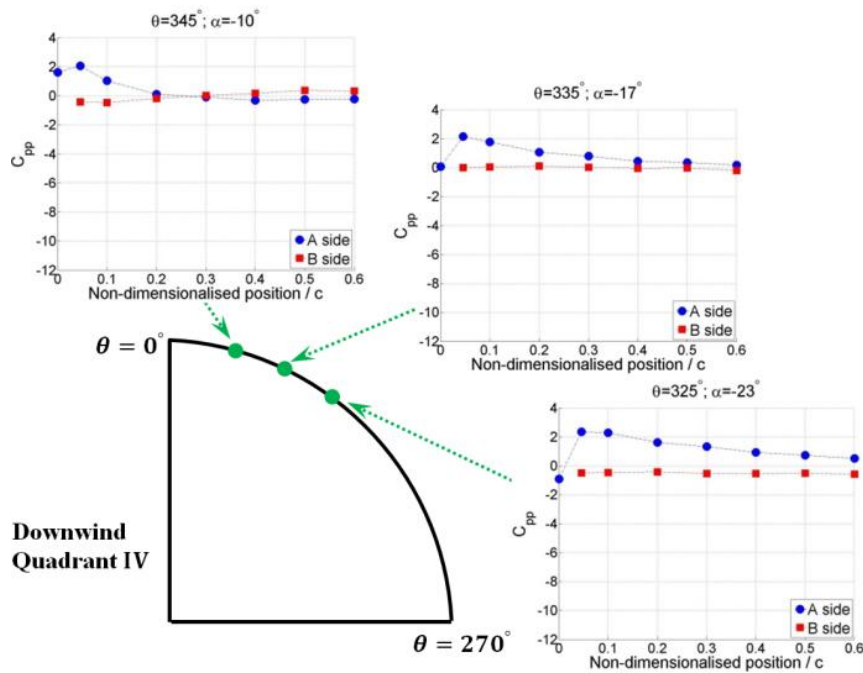 θ=345°; α=-10°
4
2
0
-2
-4
-6
-8
-10
-12
C_pp
A side
B side
0 0.1 0.2 0.3 0.4 0.5 0.6
Non-dimensionalised position / c
θ=335°; α=-17°
4
2
0
-2
-4
-6
-8
-10
-12
C_pp
A side
B side
0 0.1 0.2 0.3 0.4 0.5 0.6
Non-dimensionalised position / c
θ = 0°
θ=325°; α=-23°
4
2
0
-2
-4
-6
-8
-10
-12
C_pp
A side
B side
0 0.1 0.2 0.3 0.4 0.5 0.6
Non-dimensionalised position / c
Downwind
Quadrant IV
θ = 270°